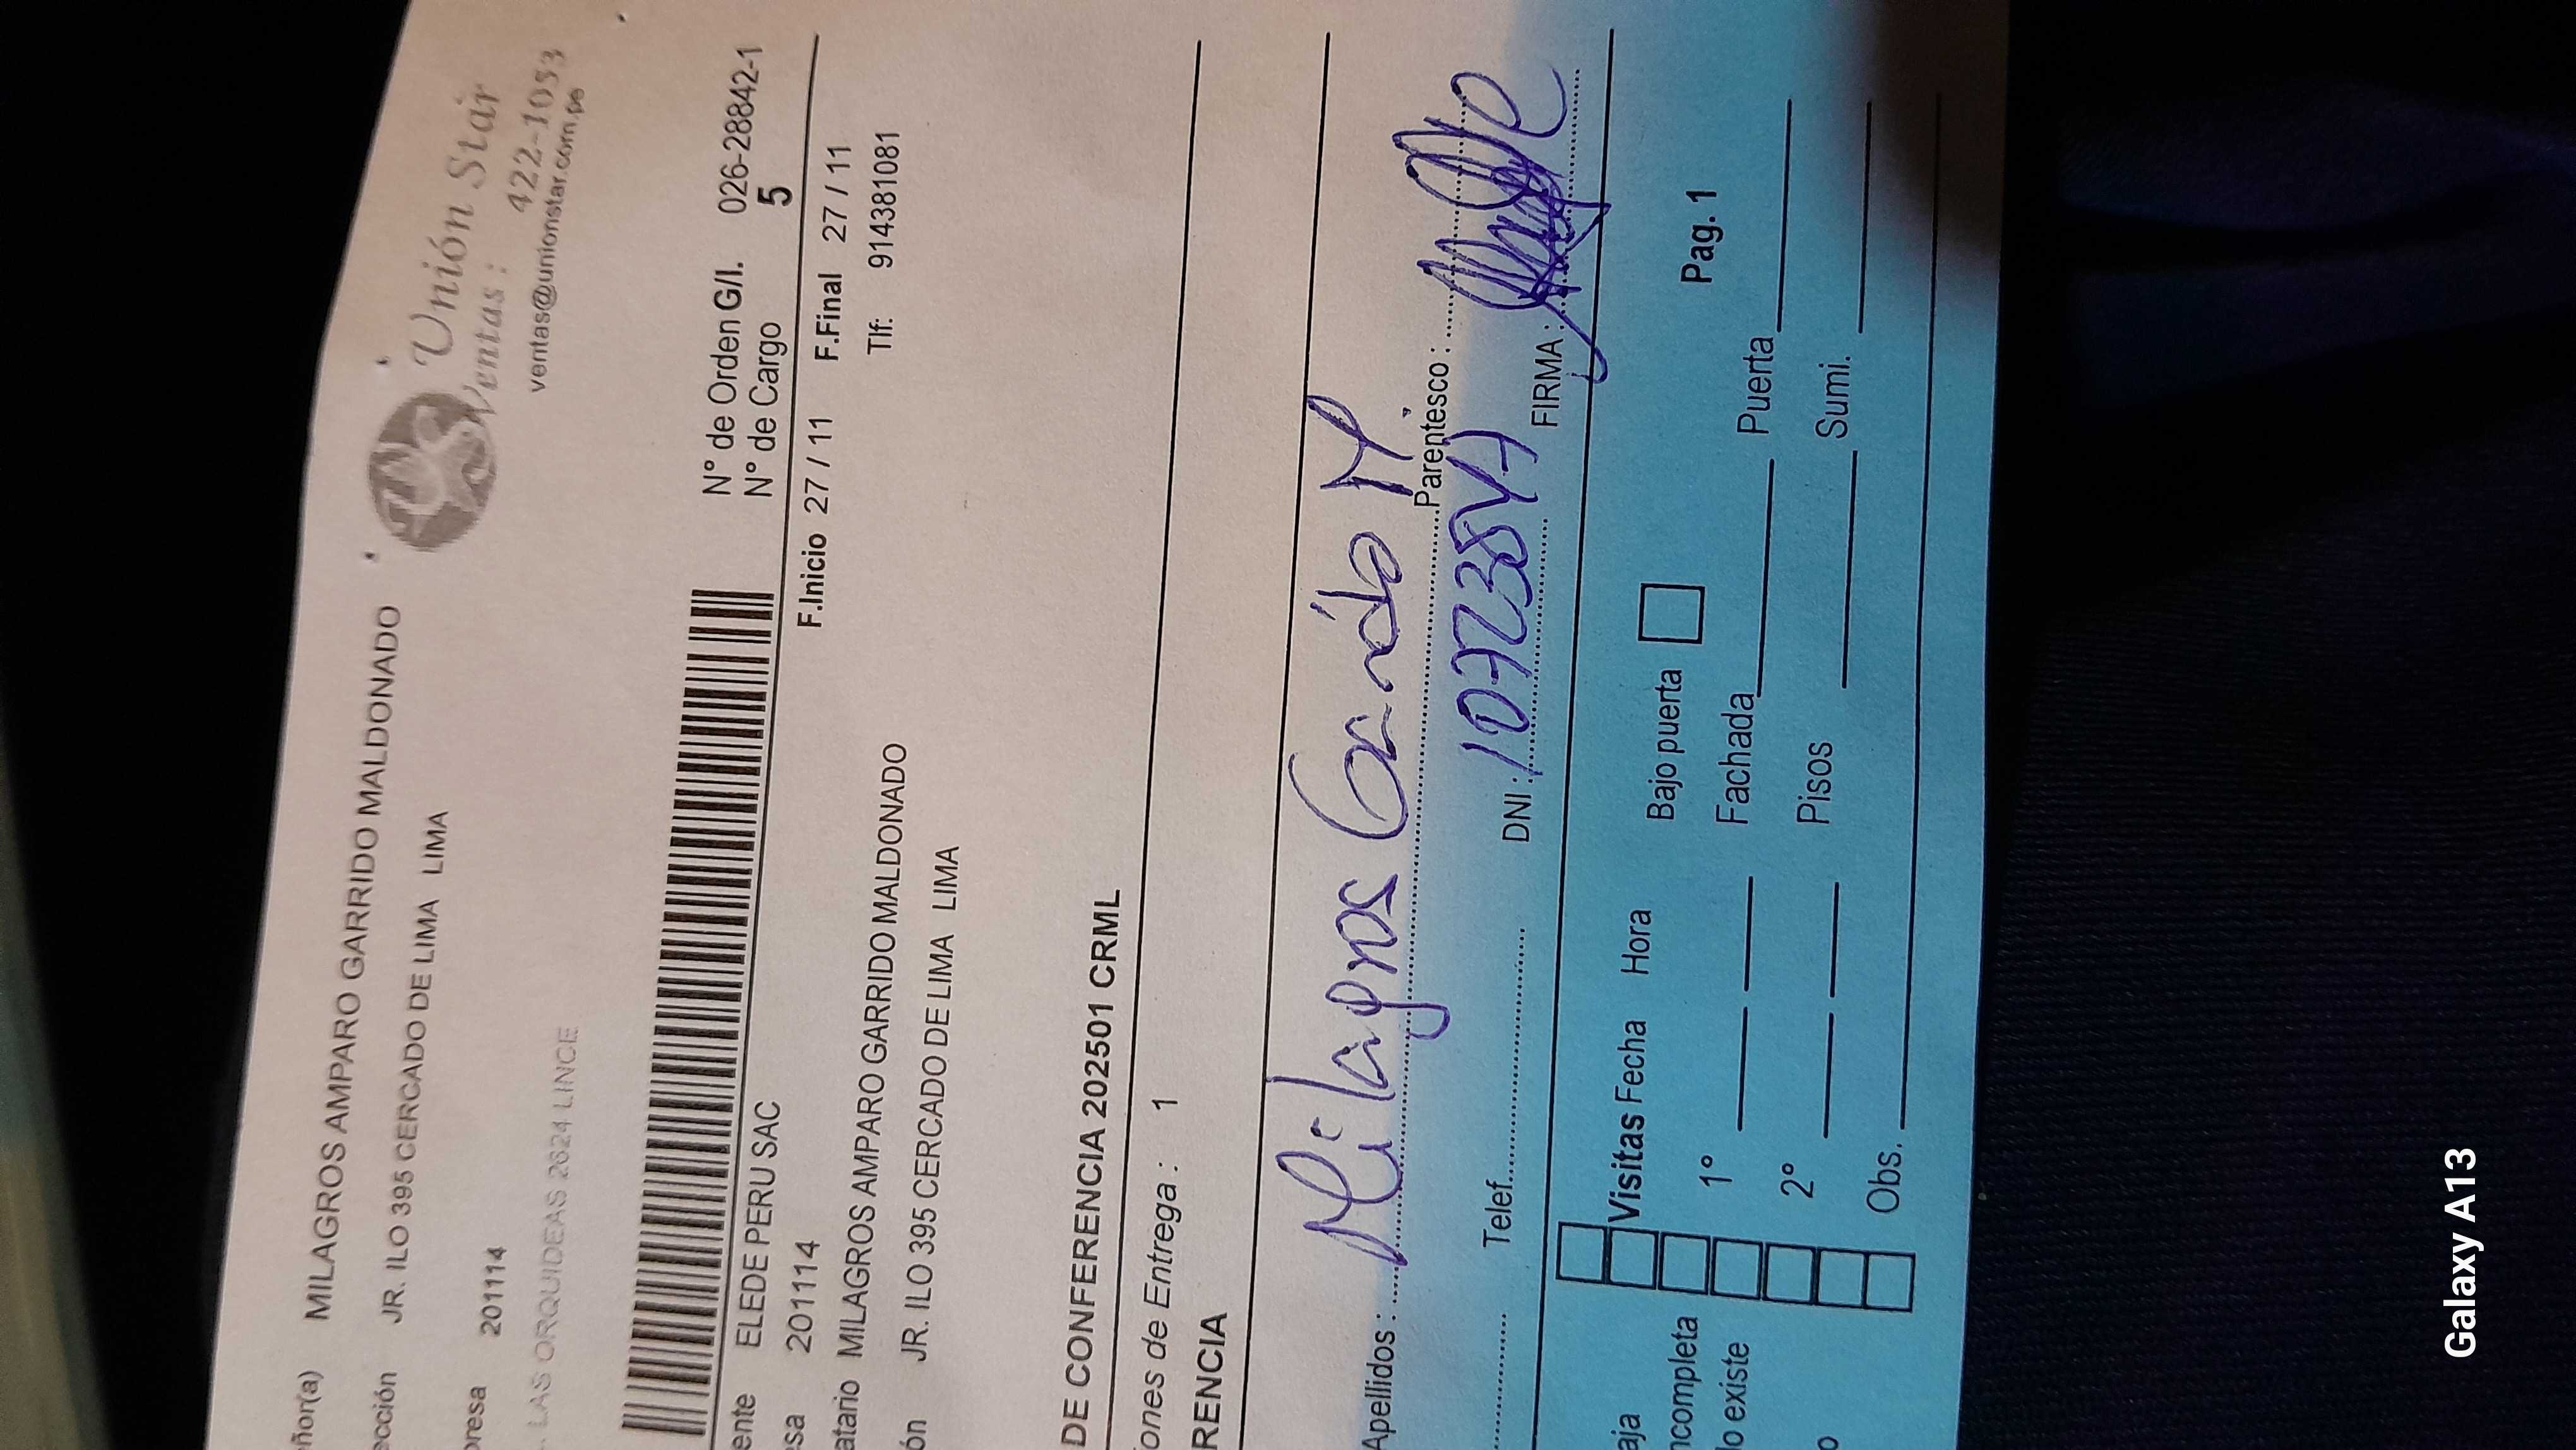 eñor(a) MILAGROS AMPARO GARRIDO MALDONADO
ección JR. ILO 395 CERCADO DE LIMA LIMA
Unión Star
Ventas : 422-1053
ventas@unionstar.com.pe
presa 201114
LAS ORQUIDEAS 2624 LINCE
N° de Orden G/I. 026-28842-1
ente ELEDE PERU SAC N° de Cargo 5
sa 201114 F.Inicio 27 / 11 F.Final 27 / 11
atario MILAGROS AMPARO GARRIDO MALDONADO Tlf: 914381081
ón JR. ILO 395 CERCADO DE LIMA LIMA
DE CONFERENCIA 202501 CRML
ones de Entrega : 1
RENCIA
Apellidos : Milagros Garrido M Parentesco :
Telef. DNI : FIRMA :
aja Visitas Fecha Hora Bajo puerta Pag. 1
ncompleta 1° Fachada Puerta
lo existe 2° Pisos Sumi.
o Obs.
Galaxy A13